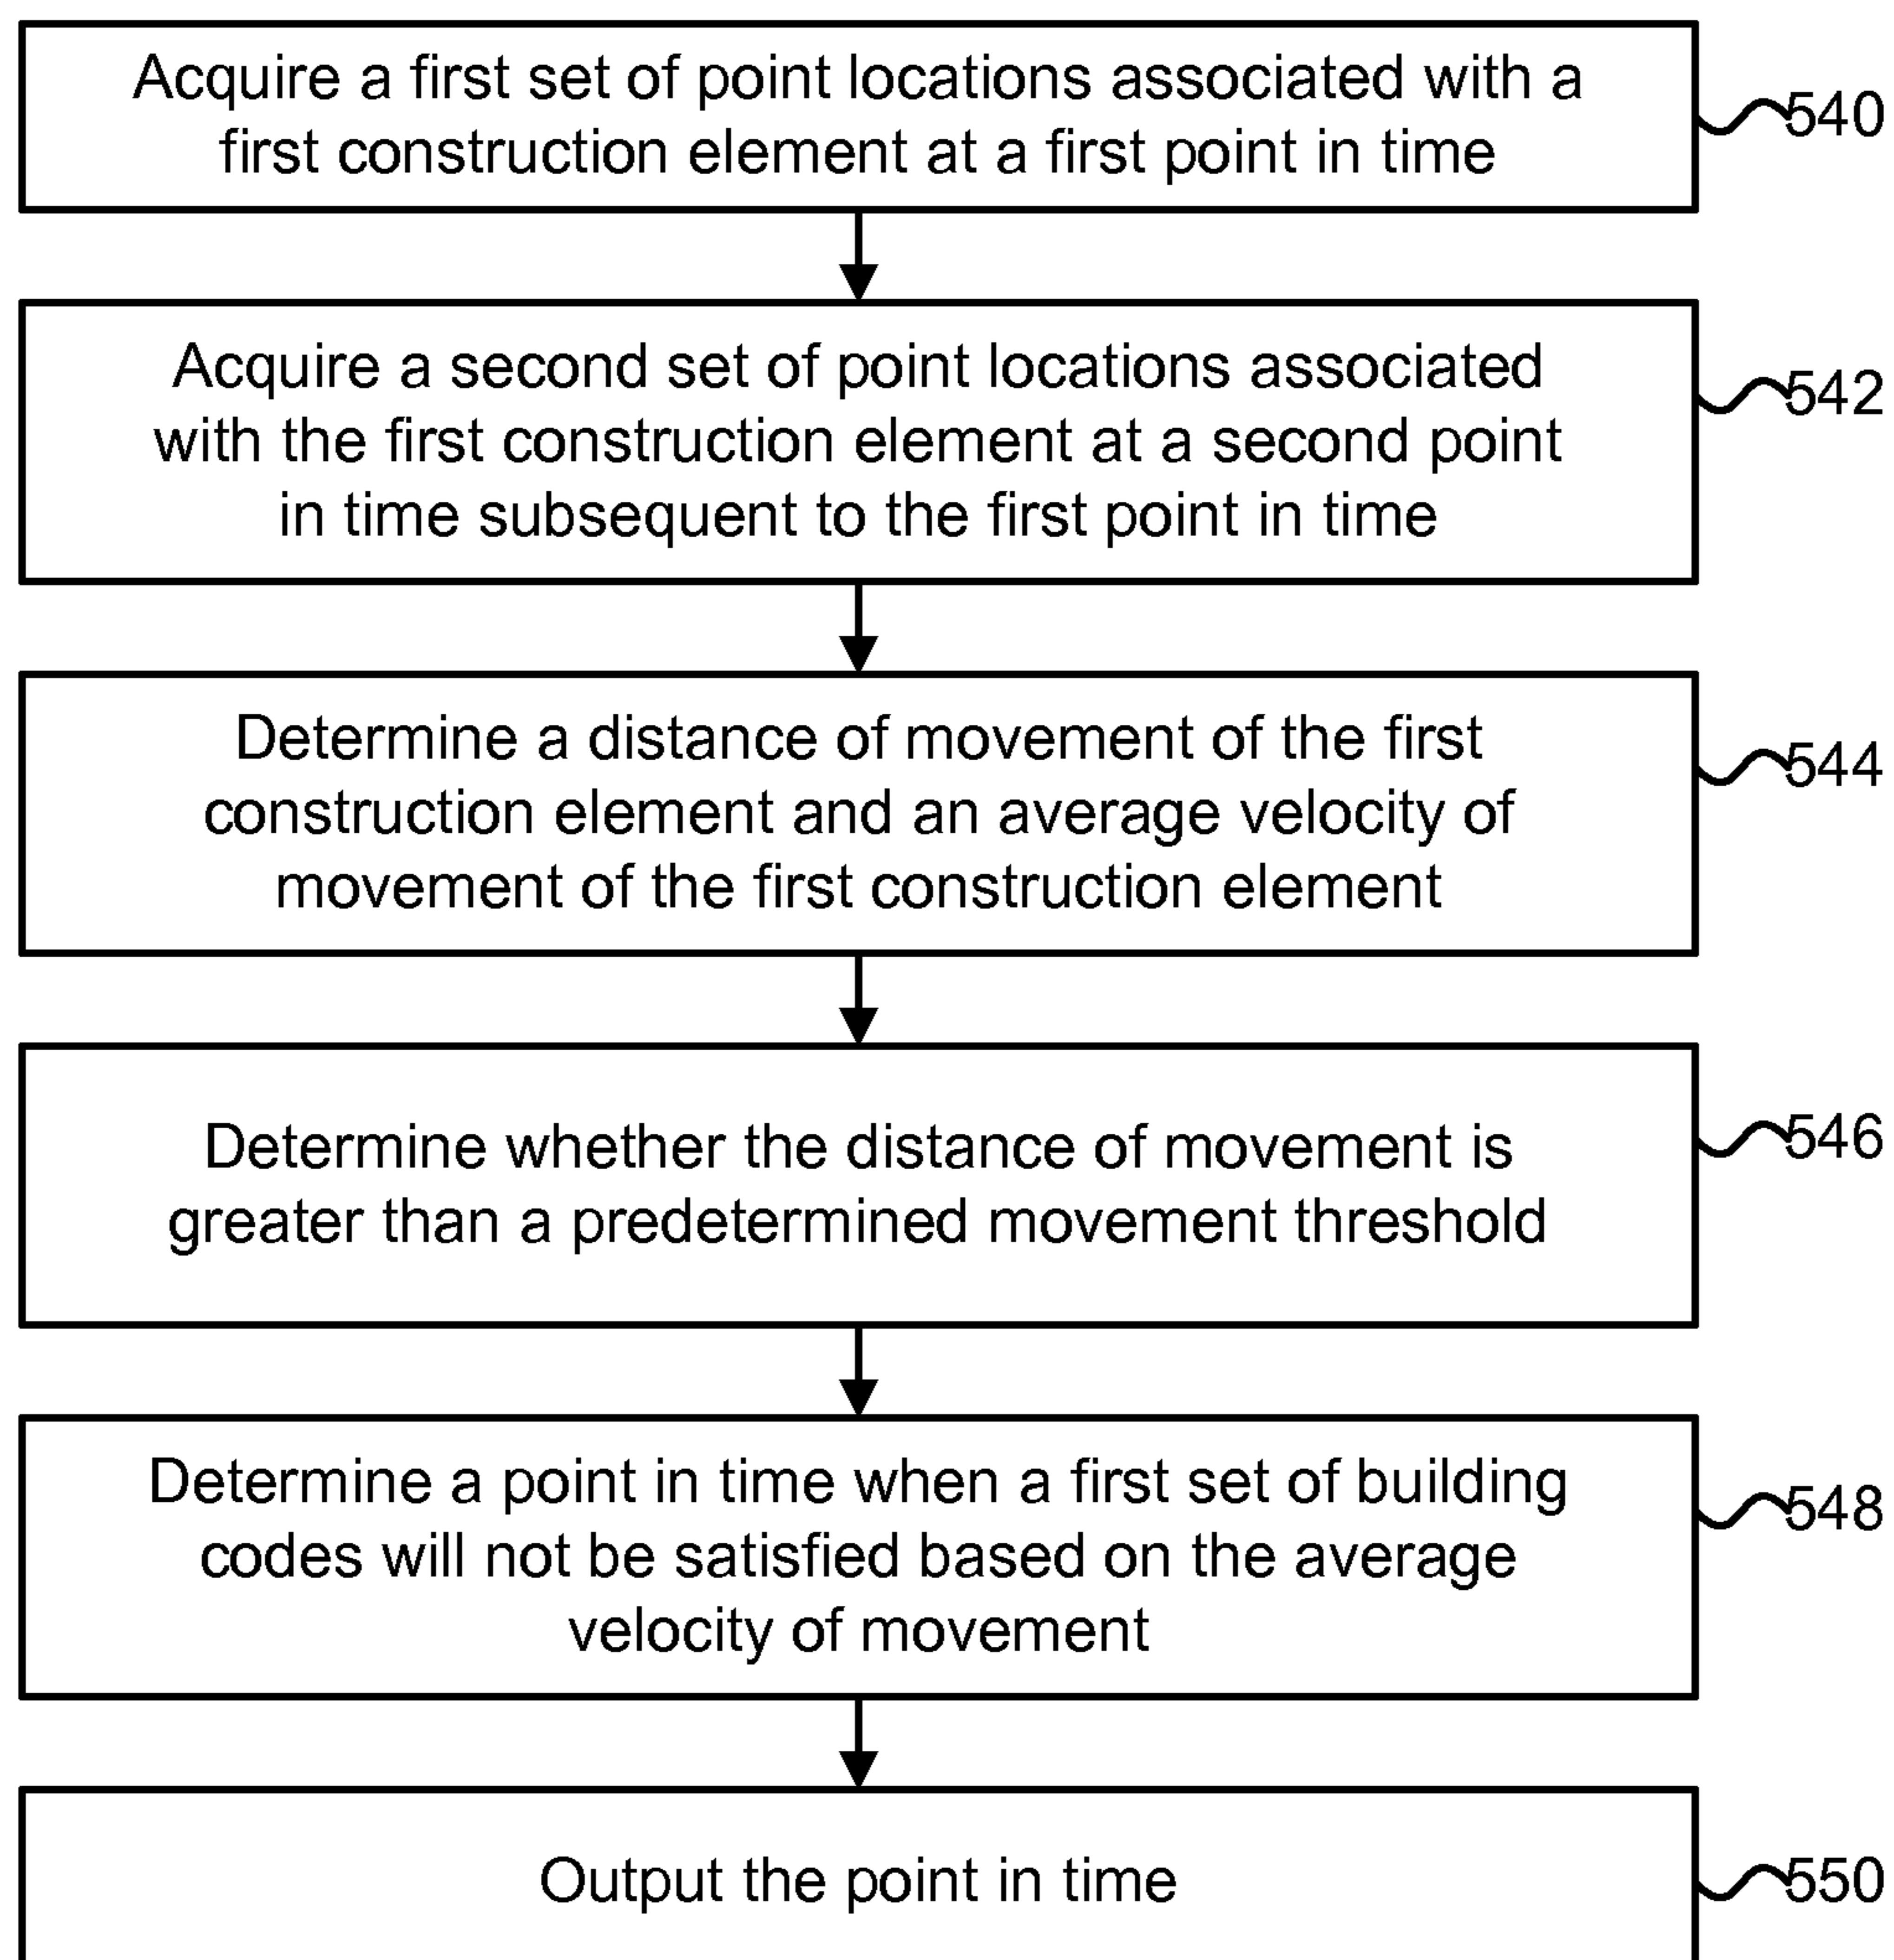 Acquire a first set of point locations associated with a
first construction element at a first point in time
540
Acquire a second set of point locations associated
with the first construction element at a second point
in time subsequent to the first point in time
542
Determine a distance of movement of the first
construction element and an average velocity of
movement of the first construction element
544
Determine whether the distance of movement is
greater than a predetermined movement threshold
546
Determine a point in time when a first set of building
codes will not be satisfied based on the average
velocity of movement
548
Output the point in time
550